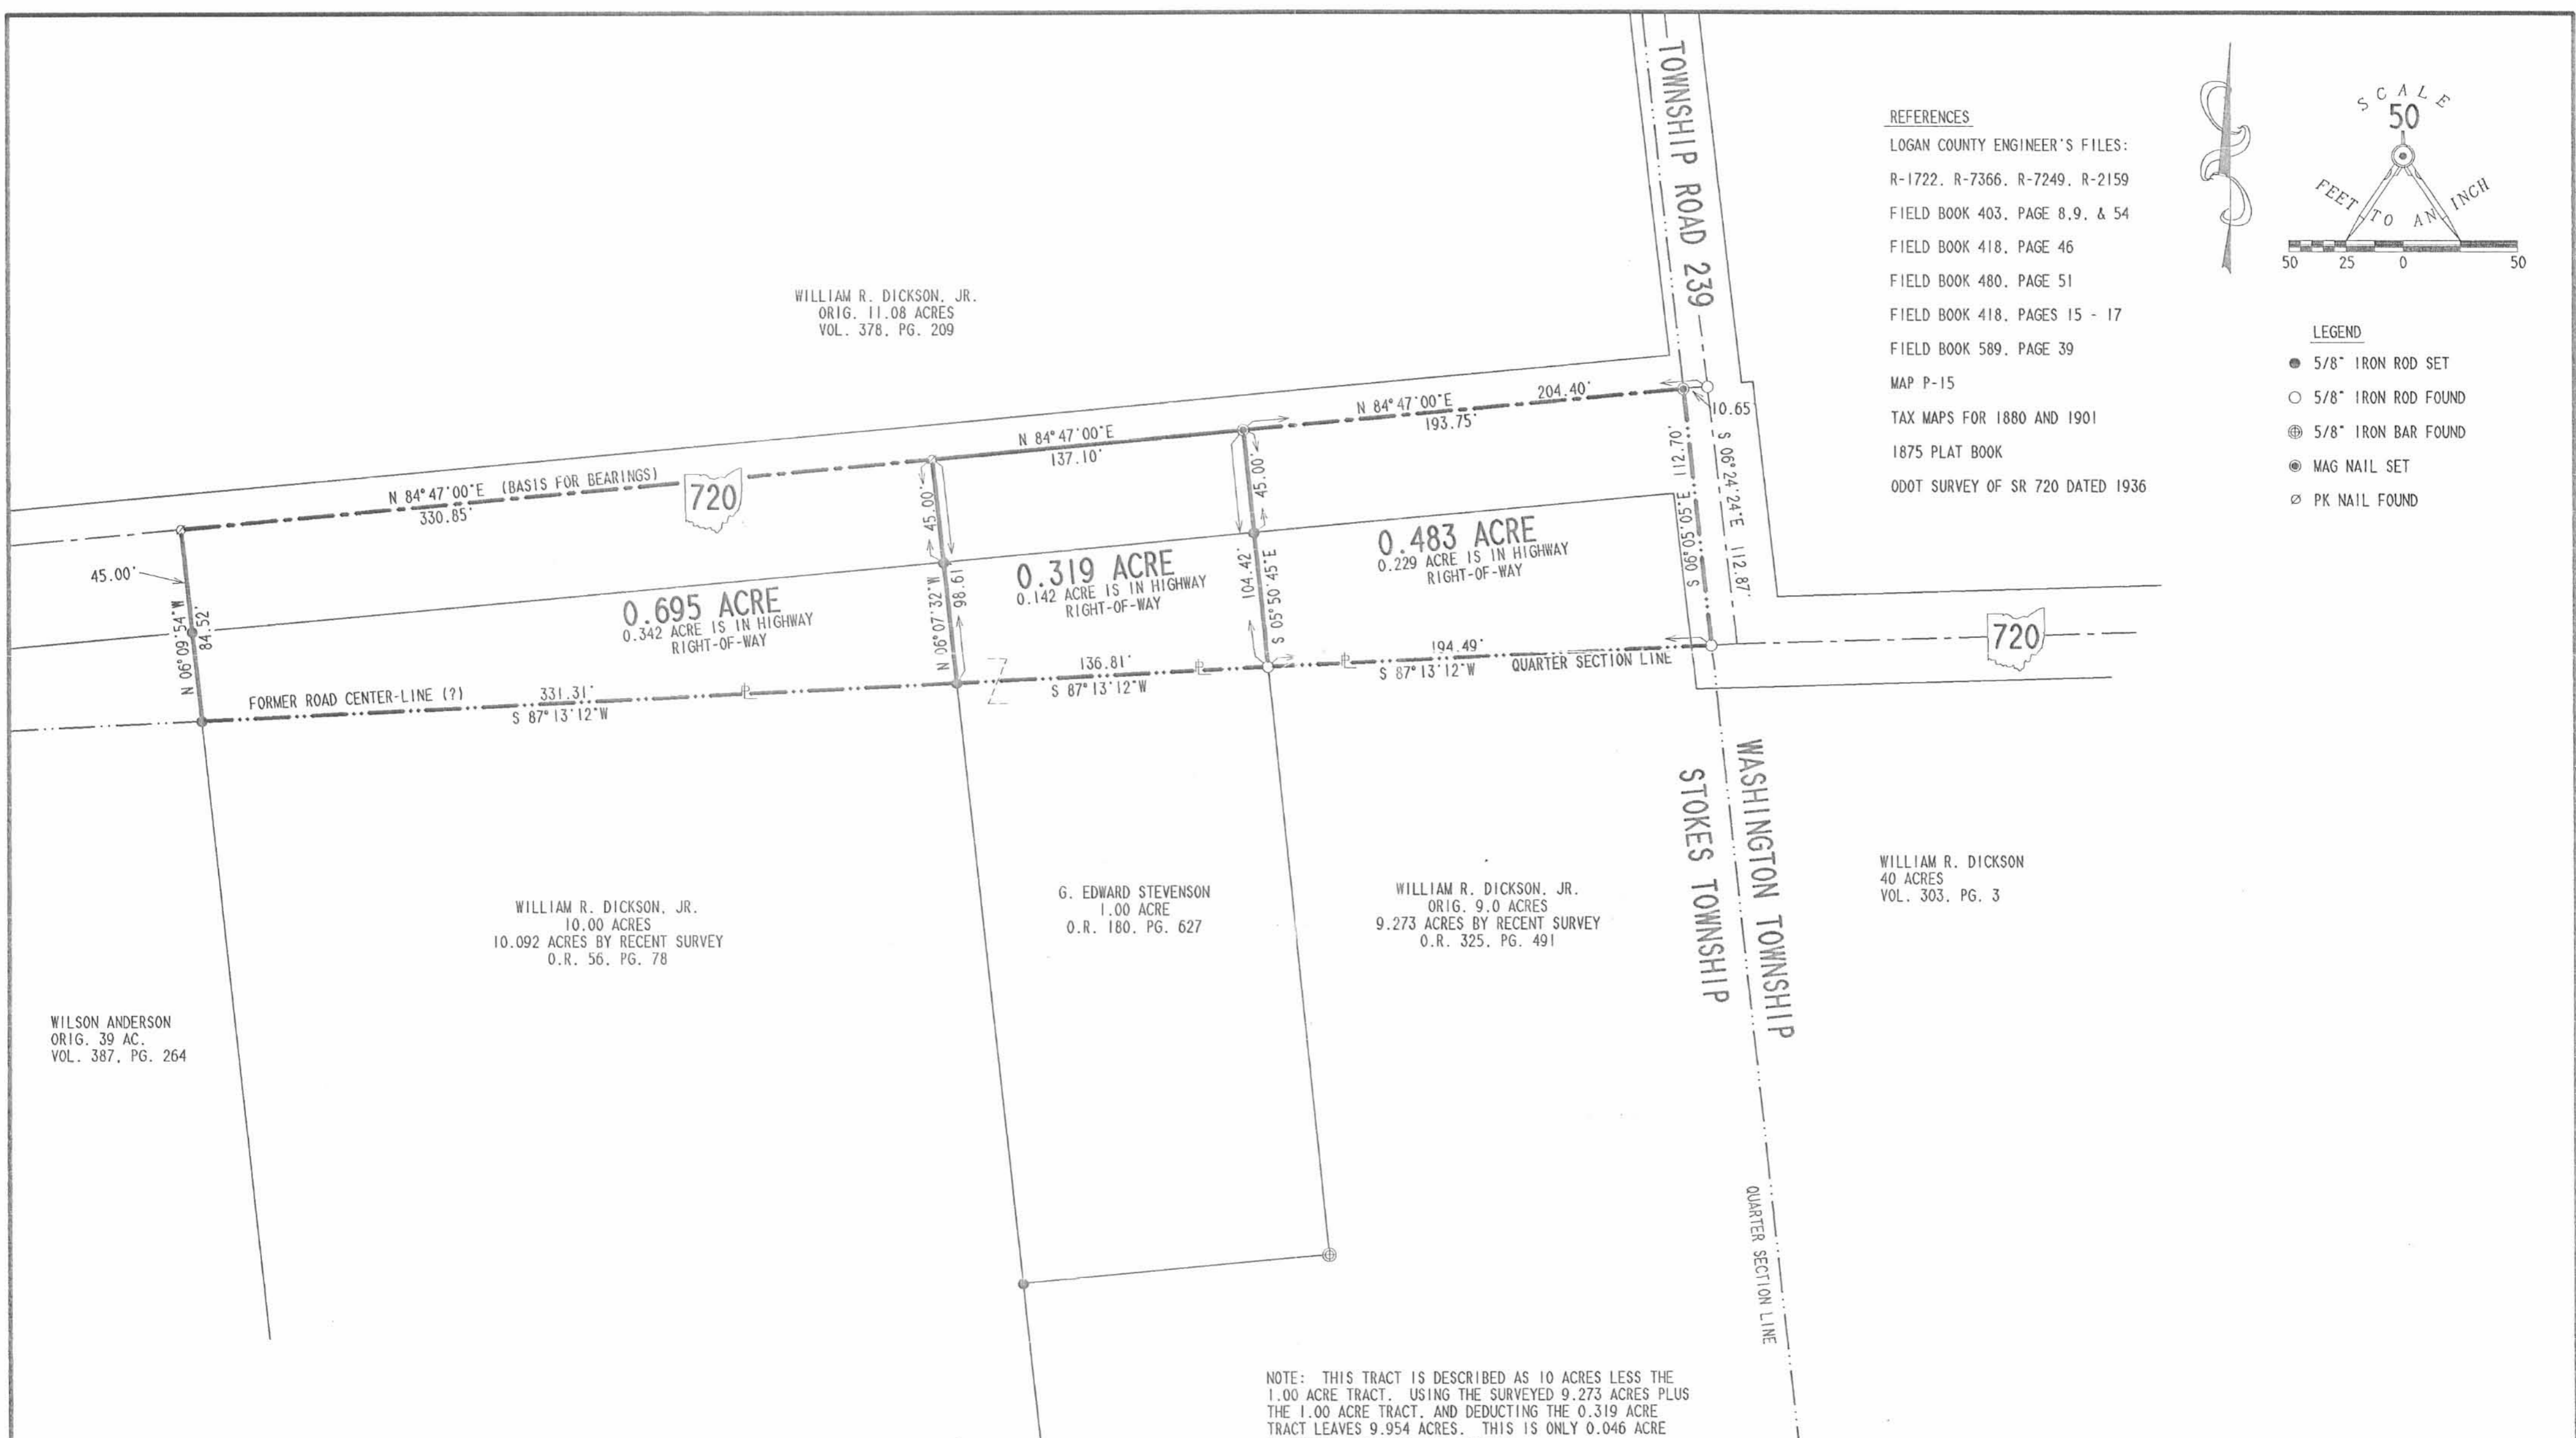 TOWNSHIP ROAD 239
REFERENCES
LOGAN COUNTY ENGINEER'S FILES:
R-1722, R-7366, R-7249, R-2159
FIELD BOOK 403, PAGE 8,9, & 54
FIELD BOOK 418, PAGE 46
FIELD BOOK 480, PAGE 51
FIELD BOOK 418, PAGES 15 - 17
FIELD BOOK 589, PAGE 39
MAP P-15
TAX MAPS FOR 1880 AND 1901
1875 PLAT BOOK
ODOT SURVEY OF SR 720 DATED 1936
SCALE
50
FEET TO AN INCH
50 25 0 50
LEGEND
5/8" IRON ROD SET
5/8" IRON ROD FOUND
5/8" IRON BAR FOUND
MAG NAIL SET
PK NAIL FOUND
WILLIAM R. DICKSON, JR.
ORIG. 11.08 ACRES
VOL. 378, PG. 209
N 84°47'00"E (BASIS FOR BEARINGS)
330.85'
720
N 84°47'00"E
137.10'
N 84°47'00"E
193.75'
204.40'
10.65'
45.00'
N 06°09'54"W
84.52'
45.00'
N 06°07'32"W
98.61'
45.00'
104.42'
S 05°50'45"E
S 06°05'05"E 112.70'
S 06°24'24"E 112.87'
0.695 ACRE
0.342 ACRE IS IN HIGHWAY
RIGHT-OF-WAY
0.319 ACRE
0.142 ACRE IS IN HIGHWAY
RIGHT-OF-WAY
0.483 ACRE
0.229 ACRE IS IN HIGHWAY
RIGHT-OF-WAY
FORMER ROAD CENTER-LINE (?)
331.31'
S 87°13'12"W
136.81'
S 87°13'12"W
194.49'
S 87°13'12"W
QUARTER SECTION LINE
720
STOKES TOWNSHIP
WASHINGTON TOWNSHIP
QUARTER SECTION LINE
WILSON ANDERSON
ORIG. 39 AC.
VOL. 387, PG. 264
WILLIAM R. DICKSON, JR.
10.00 ACRES
10.092 ACRES BY RECENT SURVEY
O.R. 56, PG. 78
G. EDWARD STEVENSON
1.00 ACRE
O.R. 180, PG. 627
WILLIAM R. DICKSON, JR.
ORIG. 9.0 ACRES
9.273 ACRES BY RECENT SURVEY
O.R. 325, PG. 491
WILLIAM R. DICKSON
40 ACRES
VOL. 303, PG. 3
NOTE: THIS TRACT IS DESCRIBED AS 10 ACRES LESS THE
1.00 ACRE TRACT. USING THE SURVEYED 9.273 ACRES PLUS
THE 1.00 ACRE TRACT, AND DEDUCTING THE 0.319 ACRE
TRACT LEAVES 9.954 ACRES. THIS IS ONLY 0.046 ACRE